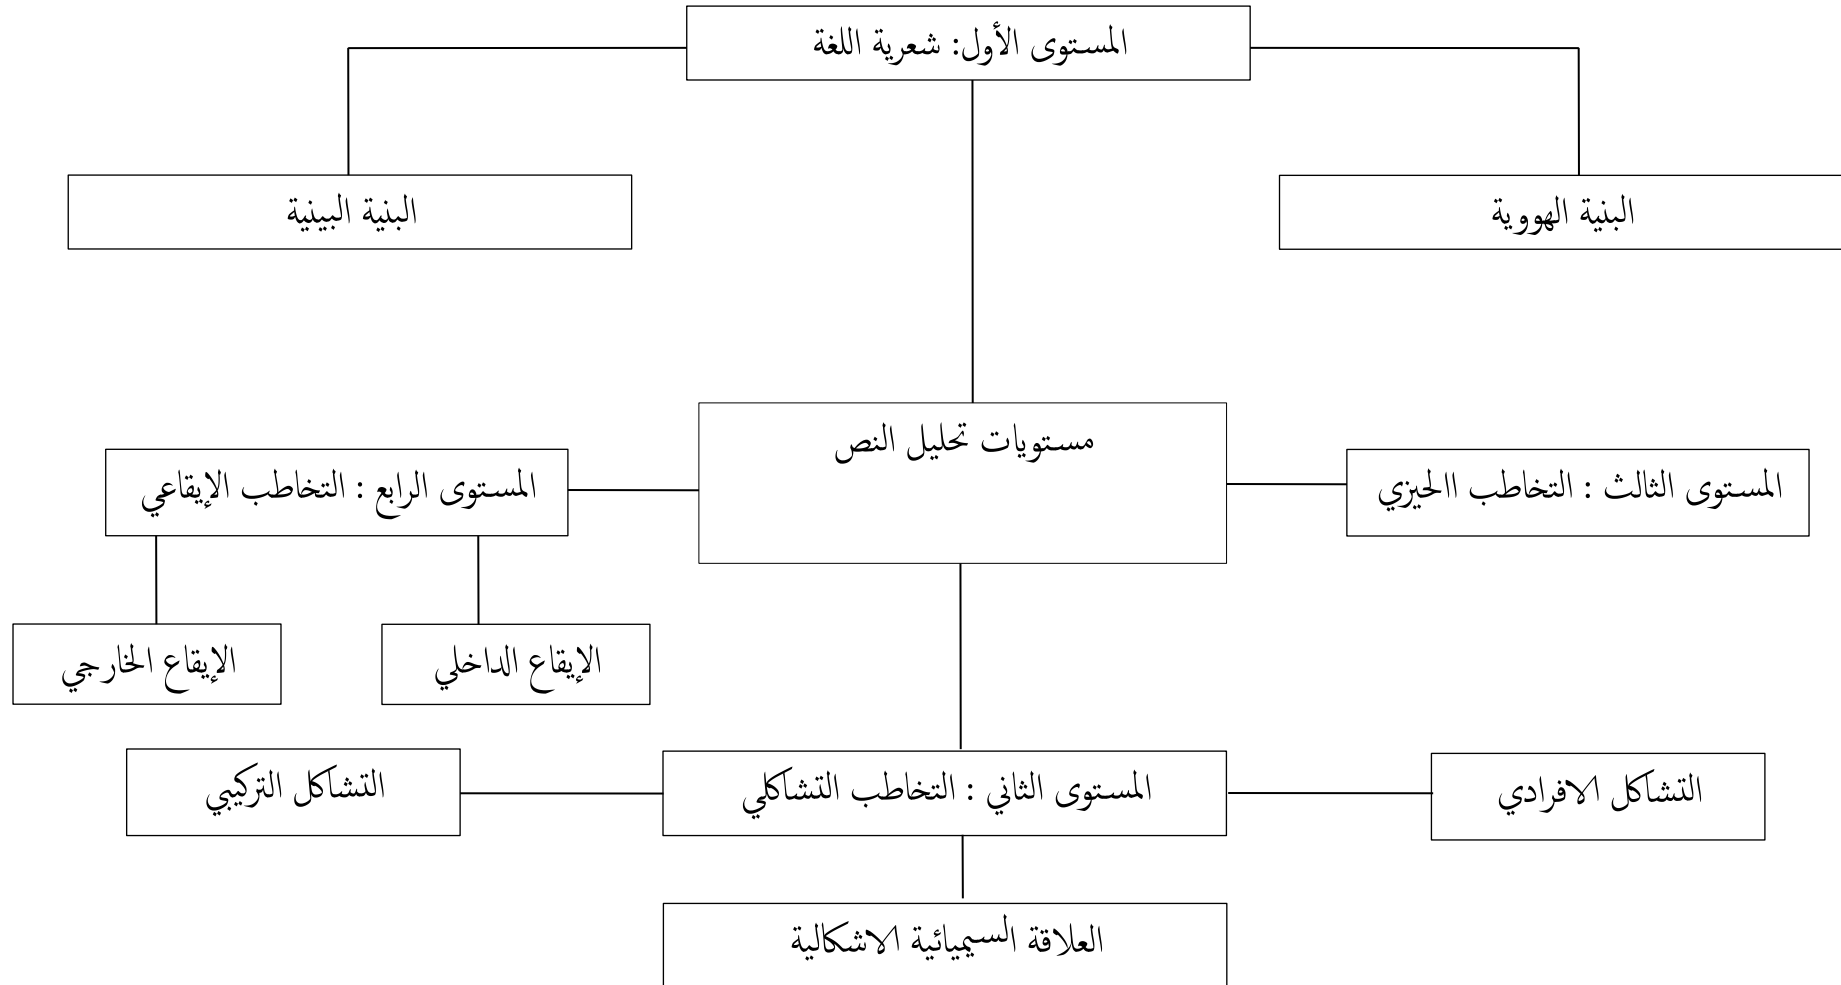 المستوى الأول: شعرية اللغة
البنية الهووية
البنية البينية
مستويات تحليل النص
المستوى الثالث : التخاطب االحيزي
المستوى الرابع : التخاطب الإيقاعي
الإيقاع الداخلي
الإيقاع الخارجي
التشاكل الافرادي
المستوى الثاني : التخاطب التشاكلي
التشاكل التركيبي
العلاقة السيميائية الاشكالية